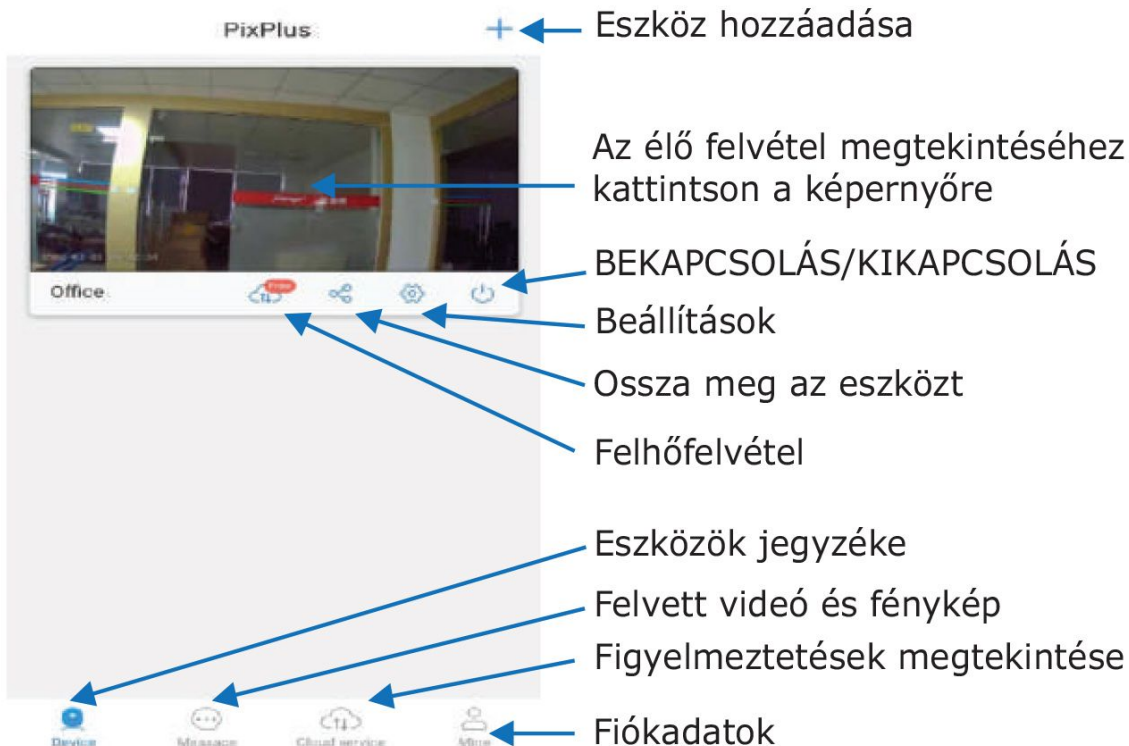 PixPlus
Eszköz hozzáadása
Az élő felvétel megtekintéséhez
kattintson a képernyőre
BEKAPCSOLÁS/KIKAPCSOLÁS
Office
Free
Beállítások
Ossza meg az eszközt
Felhőfelvétel
Eszközök jegyzéke
Felvett videó és fénykép
Figyelmeztetések megtekintése
Fiókadatok
Device
Message
Cloud service
Mine